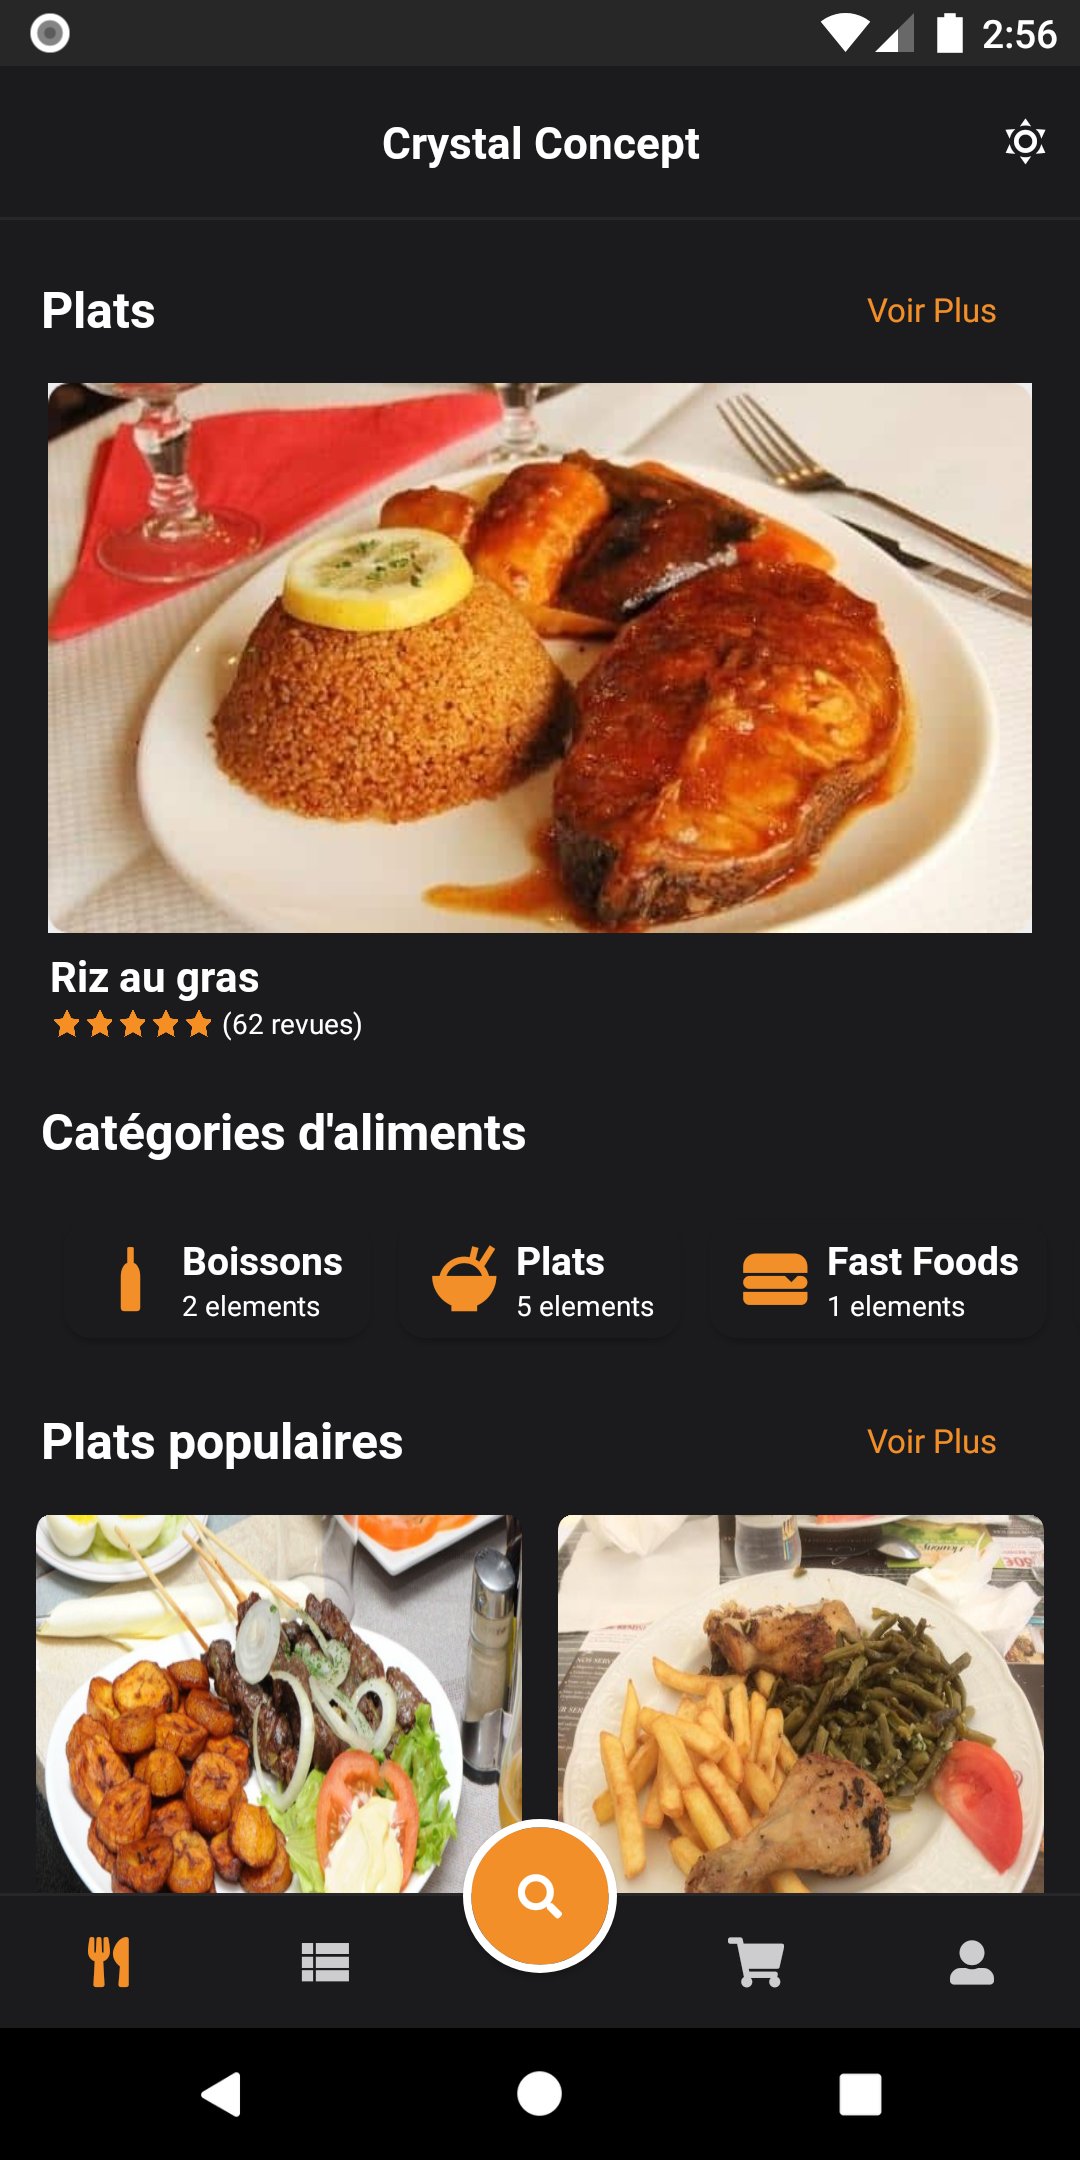 2:56
Crystal Concept
Plats
Voir Plus
Riz au gras
(62 revues)
Catégories d'aliments
Boissons
2 elements
Plats
5 elements
Fast Foods
1 elements
Plats populaires
Voir Plus